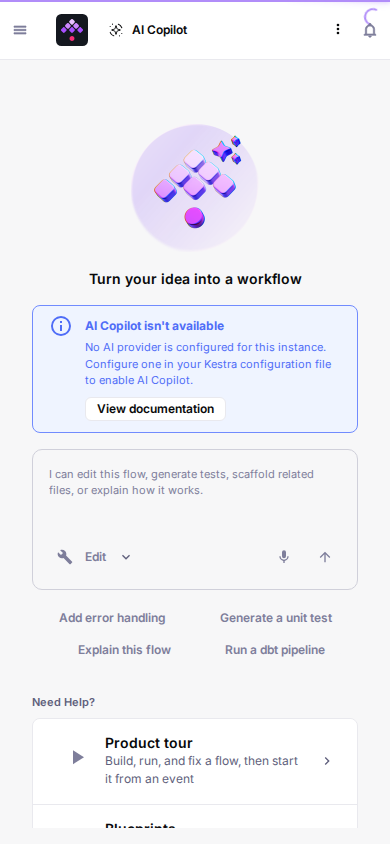 AI Copilot
Turn your idea into a workflow
AI Copilot isn't available
No AI provider is configured for this instance.
Configure one in your Kestra configuration file
to enable AI Copilot.
View documentation
I can edit this flow, generate tests, scaffold related
files, or explain how it works.
Edit
Add error handling
Generate a unit test
Explain this flow
Run a dbt pipeline
Need Help?
Product tour
Build, run, and fix a flow, then start
it from an event
Blueprints